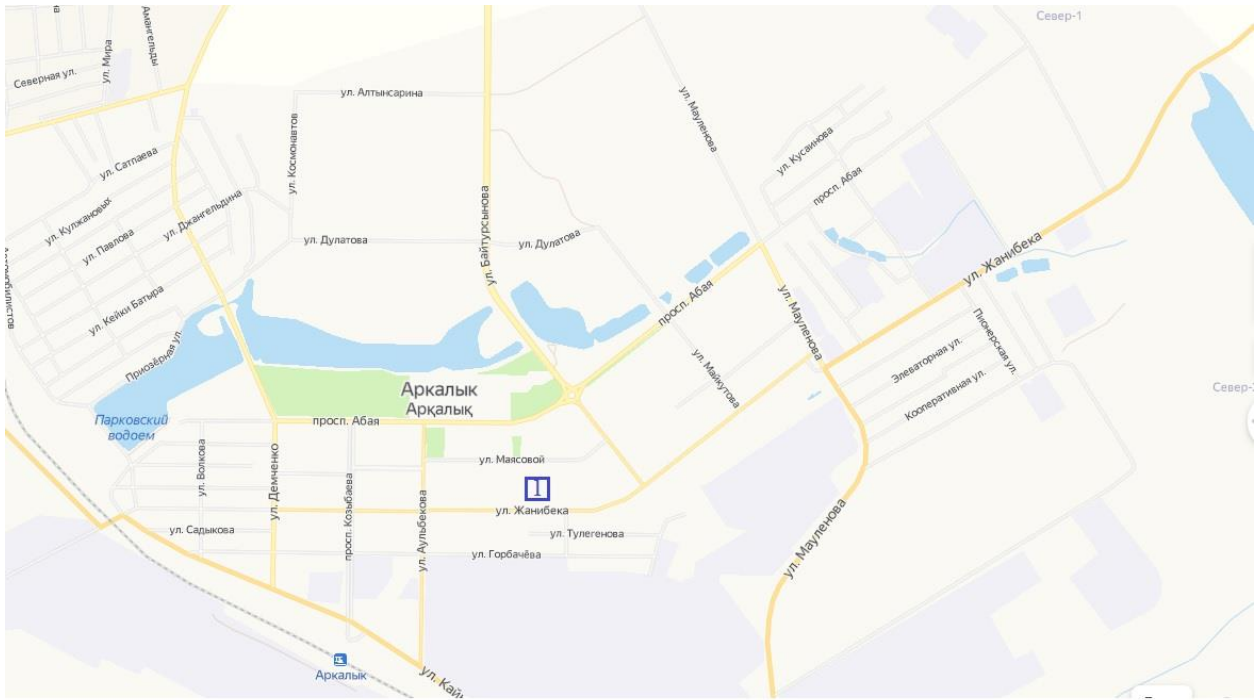 Север-1
Амангельды
ул. Мира
Северная ул.
ул. Алтынсарина
ул. Мауленова
ул. Космонавтов
ул. Кусаинова
ул. Сатпаева
просп. Абая
ул. Джангельдина
ул. Кулжановых
ул. Павлова
ул. Байтурсынова
ул. Дулатова
ул. Дулатова
ул. Жанибека
ул. Кейки Батыра
просп. Абая
ул. Мауленова
Пионерская ул.
Приозёрная ул.
Элеваторная ул.
ул. Майкутова
Аркалык
Арқалық
Кооперативная ул.
Север-
Парковский
водоем
просп. Абая
ул. Волкова
ул. Демченко
ул. Маясовой
просп. Козыбаева
ул. Аульбекова
1
ул. Жанибека
ул. Садыкова
ул. Тулегенова
ул. Горбачёва
ул. Мауленова
Аркалык